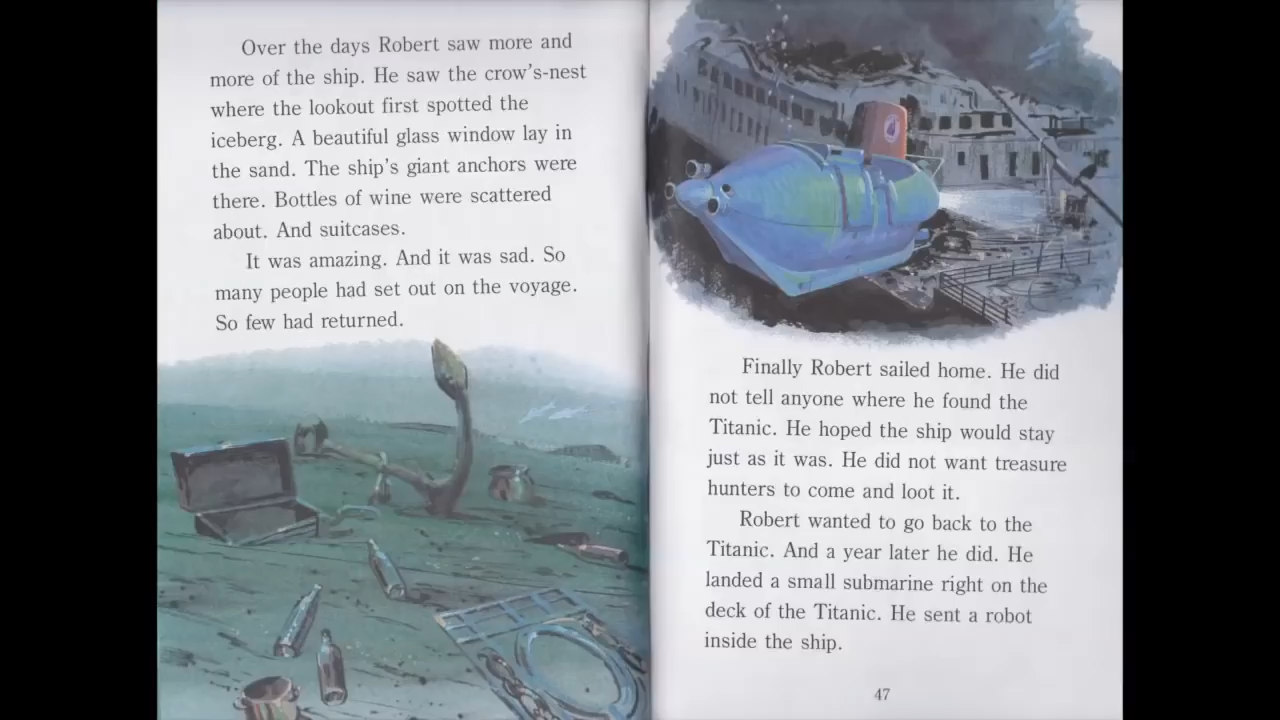 Over the days Robert saw more and
more of the ship. He saw the crow's-nest
where the lookout first spotted the
iceberg. A beautiful glass window lay in
the sand. The ship's giant anchors were
there. Bottles of wine were scattered
about. And suitcases.
It was amazing. And it was sad. So
many people had set out on the voyage.
So few had returned.
Finally Robert sailed home. He did
not tell anyone where he found the
Titanic. He hoped the ship would stay
just as it was. He did not want treasure
hunters to come and loot it.
Robert wanted to go back to the
Titanic. And a year later he did. He
landed a small submarine right on the
deck of the Titanic. He sent a robot
inside the ship.
47